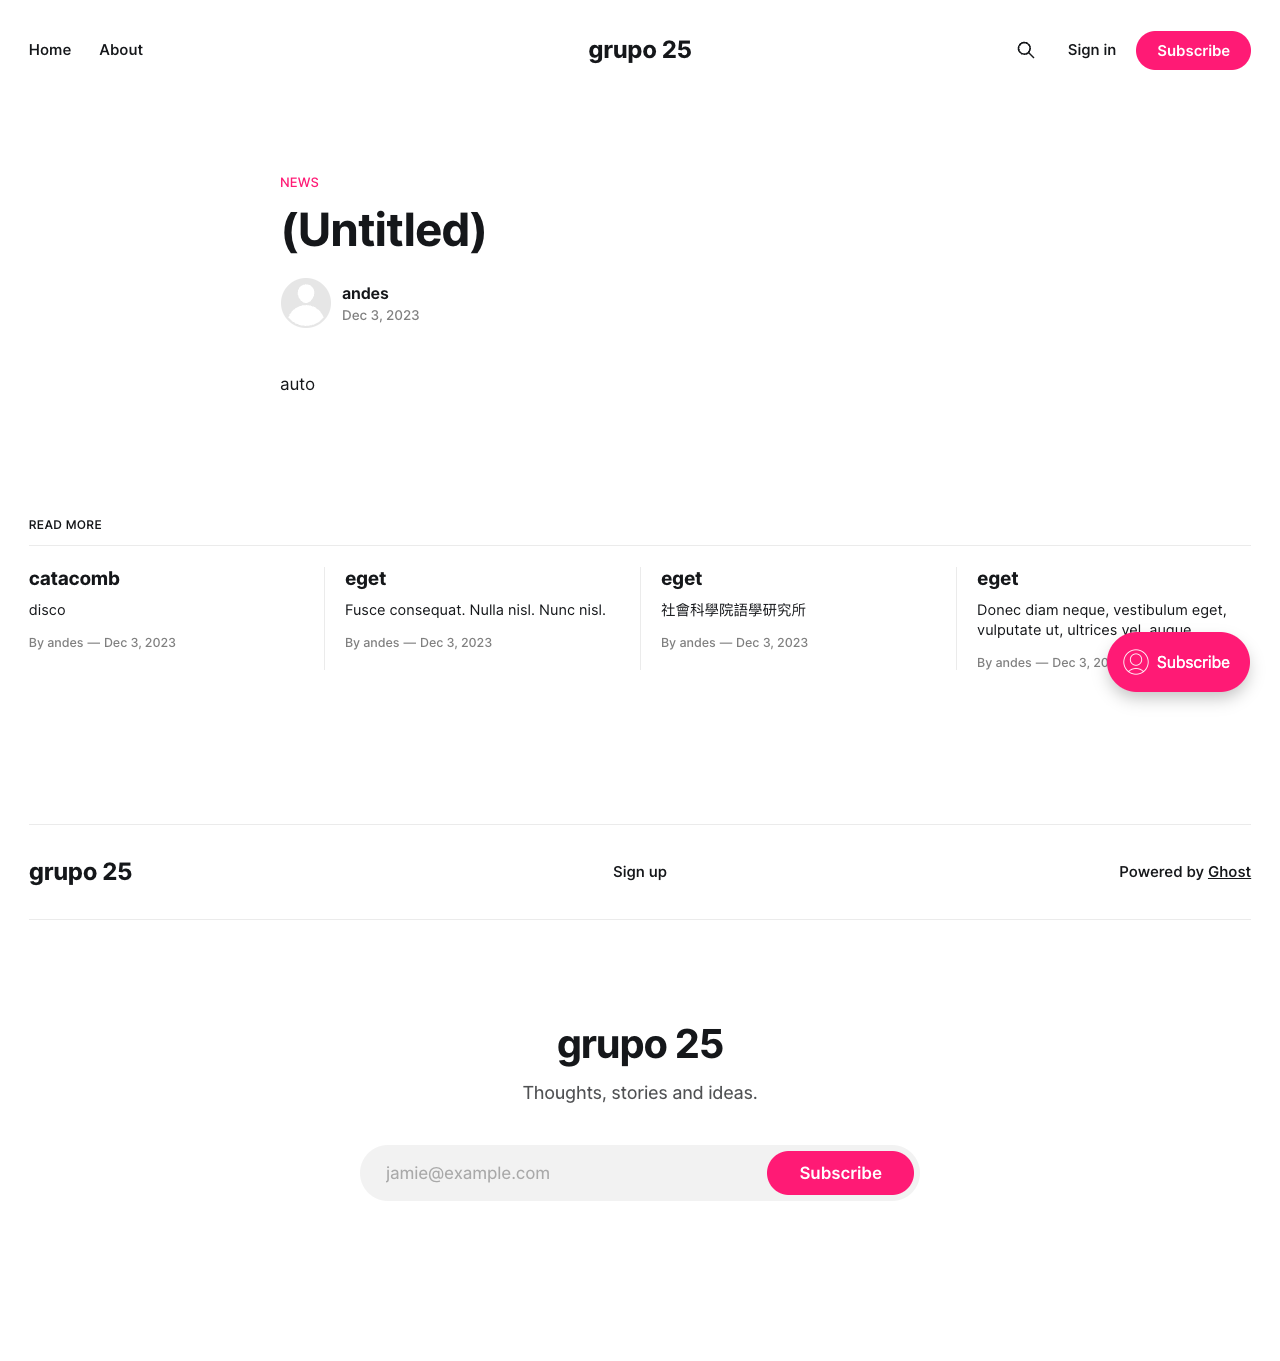 Home About grupo 25 Sign in Subscribe
NEWS
(Untitled)
andes
Dec 3, 2023
auto
READ MORE
catacomb
disco
By andes — Dec 3, 2023
eget
Fusce consequat. Nulla nisl. Nunc nisl.
By andes — Dec 3, 2023
eget
社會科學院語學研究所
By andes — Dec 3, 2023
eget
Donec diam neque, vestibulum eget,
vulputate ut, ultrices vel, augue.
By andes — Dec 3, 20
Subscribe
grupo 25 Sign up Powered by Ghost
grupo 25
Thoughts, stories and ideas.
jamie@example.com Subscribe